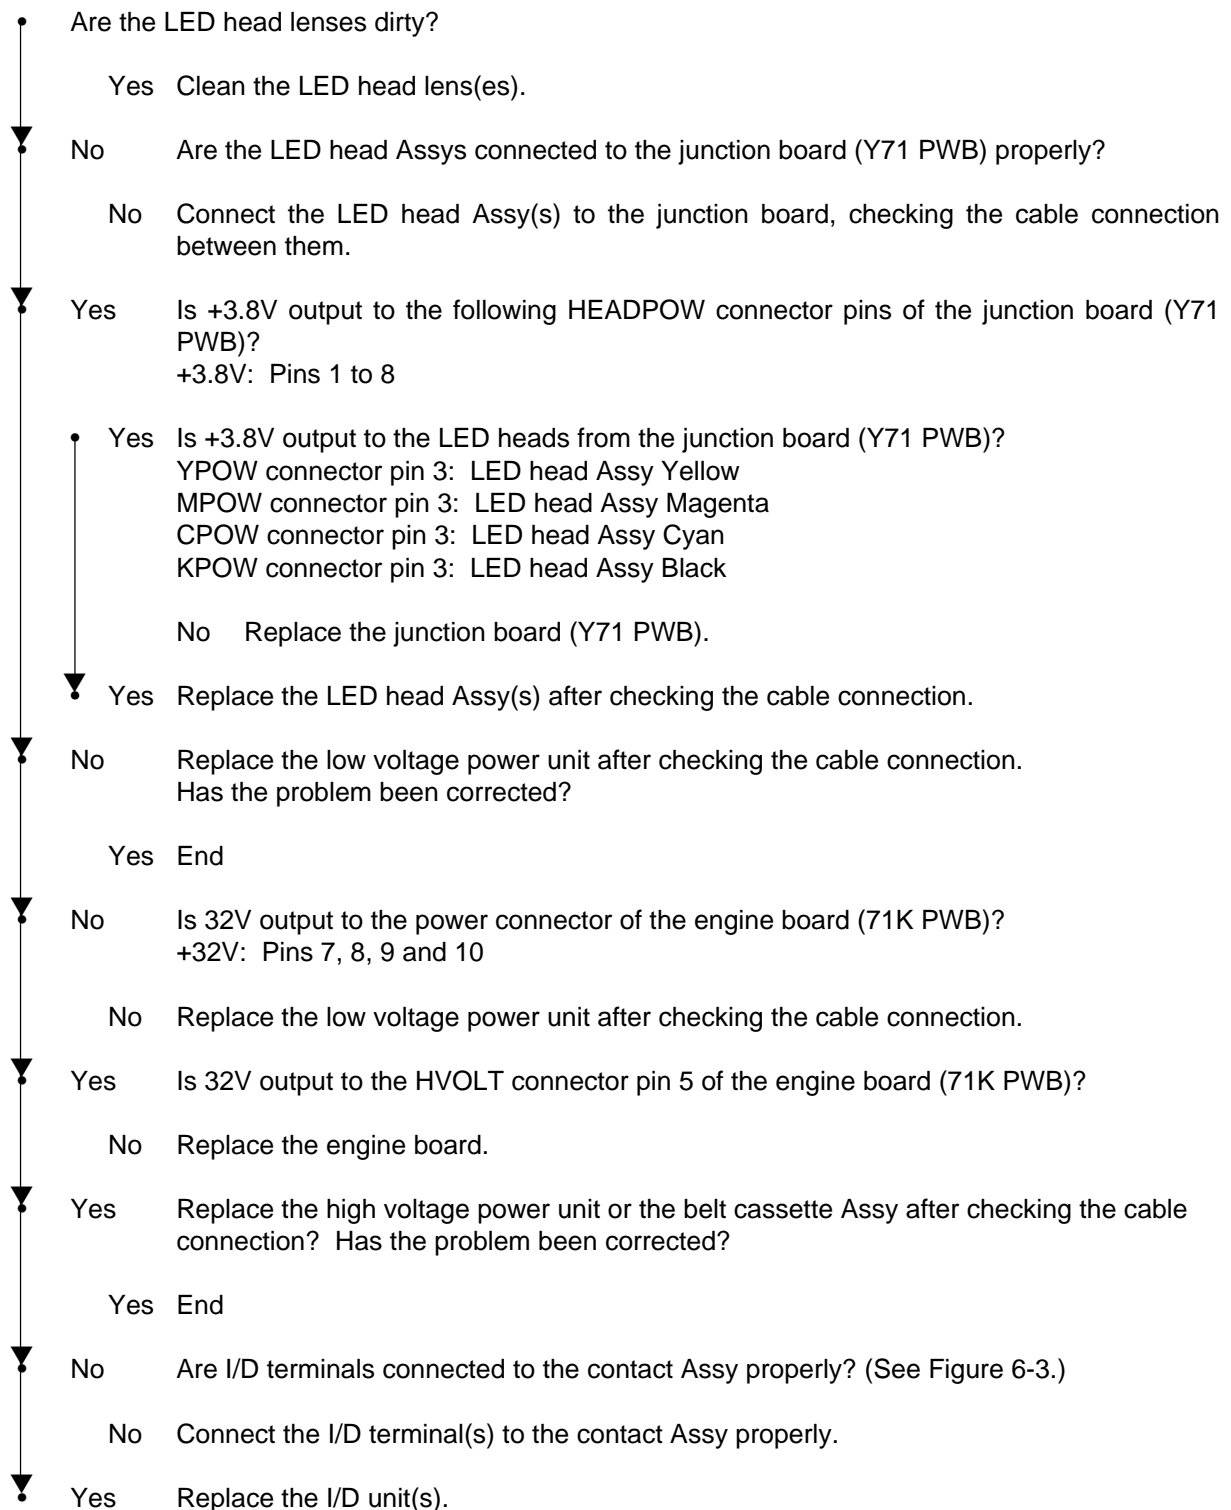 Are the LED head lenses dirty?
Yes Clean the LED head lens(es).
No Are the LED head Assys connected to the junction board (Y71 PWB) properly?
No Connect the LED head Assy(s) to the junction board, checking the cable connection
between them.
Yes Is +3.8V output to the following HEADPOW connector pins of the junction board (Y71
PWB)?
+3.8V: Pins 1 to 8
Yes Is +3.8V output to the LED heads from the junction board (Y71 PWB)?
YPOW connector pin 3: LED head Assy Yellow
MPOW connector pin 3: LED head Assy Magenta
CPOW connector pin 3: LED head Assy Cyan
KPOW connector pin 3: LED head Assy Black
No Replace the junction board (Y71 PWB).
Yes Replace the LED head Assy(s) after checking the cable connection.
No Replace the low voltage power unit after checking the cable connection.
Has the problem been corrected?
Yes End
No Is 32V output to the power connector of the engine board (71K PWB)?
+32V: Pins 7, 8, 9 and 10
No Replace the low voltage power unit after checking the cable connection.
Yes Is 32V output to the HVOLT connector pin 5 of the engine board (71K PWB)?
No Replace the engine board.
Yes Replace the high voltage power unit or the belt cassette Assy after checking the cable
connection? Has the problem been corrected?
Yes End
No Are I/D terminals connected to the contact Assy properly? (See Figure 6-3.)
No Connect the I/D terminal(s) to the contact Assy properly.
Yes Replace the I/D unit(s).